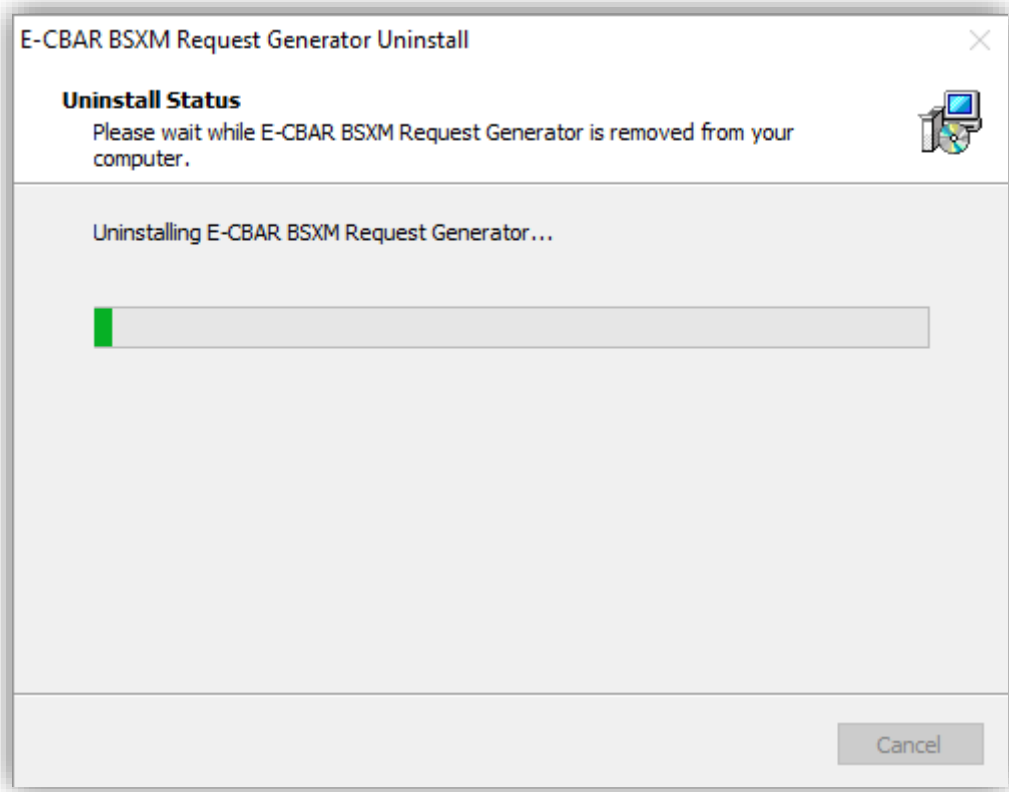 E-CBAR BSXM Request Generator Uninstall
Uninstall Status
Please wait while E-CBAR BSXM Request Generator is removed from your
computer.
Uninstalling E-CBAR BSXM Request Generator...
Cancel